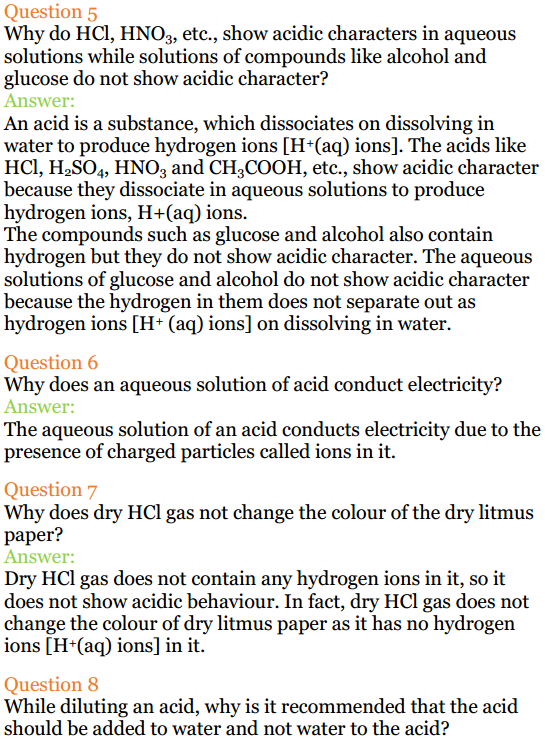 Question 5
Why do HCl, HNO₃, etc., show acidic characters in aqueous
solutions while solutions of compounds like alcohol and
glucose do not show acidic character?
Answer:
An acid is a substance, which dissociates on dissolving in
water to produce hydrogen ions [H⁺(aq) ions]. The acids like
HCl, H₂SO₄, HNO₃ and CH₃COOH, etc., show acidic character
because they dissociate in aqueous solutions to produce
hydrogen ions, H+(aq) ions.
The compounds such as glucose and alcohol also contain
hydrogen but they do not show acidic character. The aqueous
solutions of glucose and alcohol do not show acidic character
because the hydrogen in them does not separate out as
hydrogen ions [H⁺ (aq) ions] on dissolving in water.
Question 6
Why does an aqueous solution of acid conduct electricity?
Answer:
The aqueous solution of an acid conducts electricity due to the
presence of charged particles called ions in it.
Question 7
Why does dry HCl gas not change the colour of the dry litmus
paper?
Answer:
Dry HCl gas does not contain any hydrogen ions in it, so it
does not show acidic behaviour. In fact, dry HCl gas does not
change the colour of dry litmus paper as it has no hydrogen
ions [H⁺(aq) ions] in it.
Question 8
While diluting an acid, why is it recommended that the acid
should be added to water and not water to the acid?